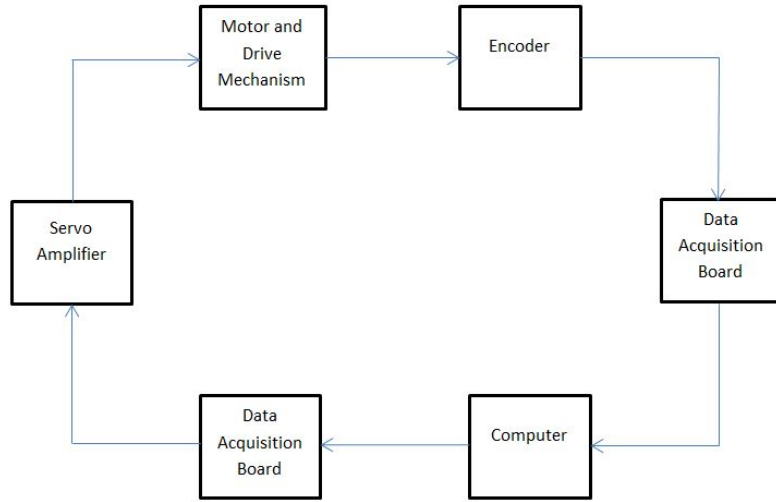 Motor and
Drive
Mechanism
Encoder
Servo
Amplifier
Data
Acquisition
Board
Data
Acquisition
Board
Computer